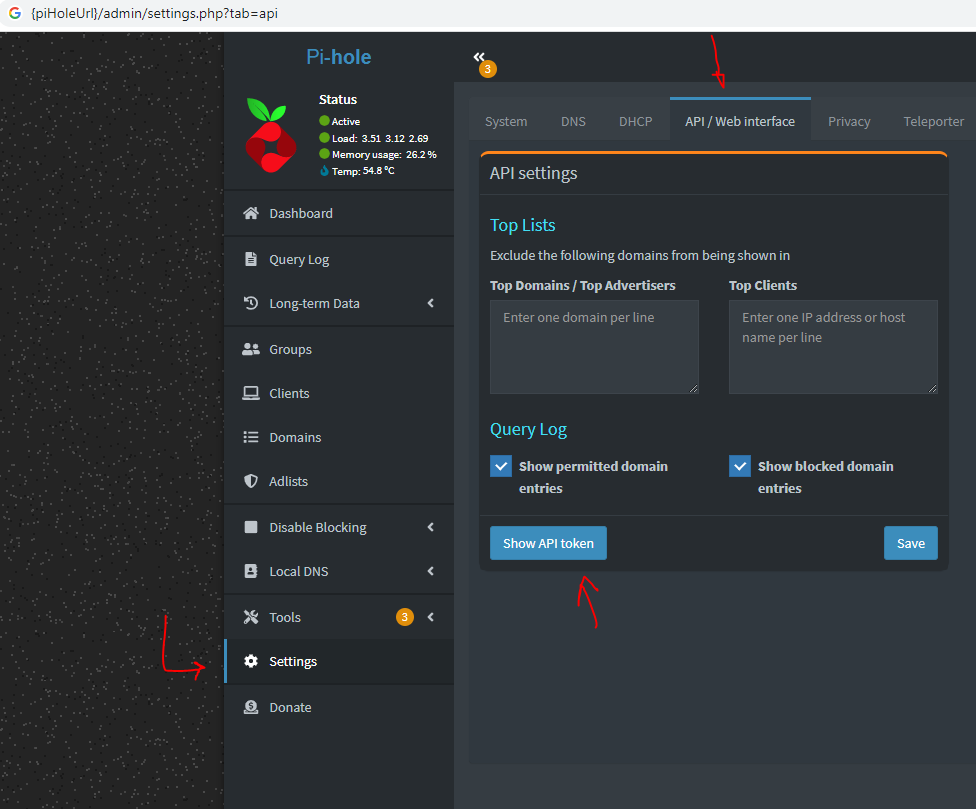 {piHoleUrl}/admin/settings.php?tab=api
Pi-hole
3
Status
Active
Load: 3.51 3.12 2.69
Memory usage: 26.2 %
Temp: 54.8 °C
Dashboard
Query Log
Long-term Data
Groups
Clients
Domains
Adlists
Disable Blocking
Local DNS
Tools 3
Settings
Donate
System DNS DHCP API / Web interface Privacy Teleporter
API settings
Top Lists
Exclude the following domains from being shown in
Top Domains / Top Advertisers
Enter one domain per line
Top Clients
Enter one IP address or host
name per line
Query Log
Show permitted domain
entries
Show blocked domain
entries
Show API token
Save